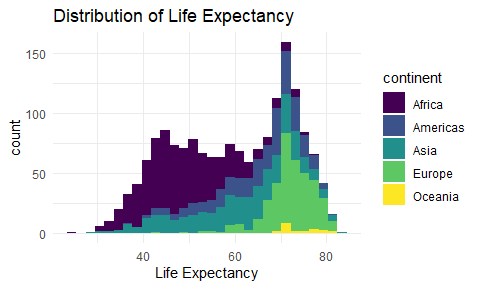 Distribution of Life Expectancy
150
100
50
0
count
40
60
80
Life Expectancy
continent
Africa
Americas
Asia
Europe
Oceania